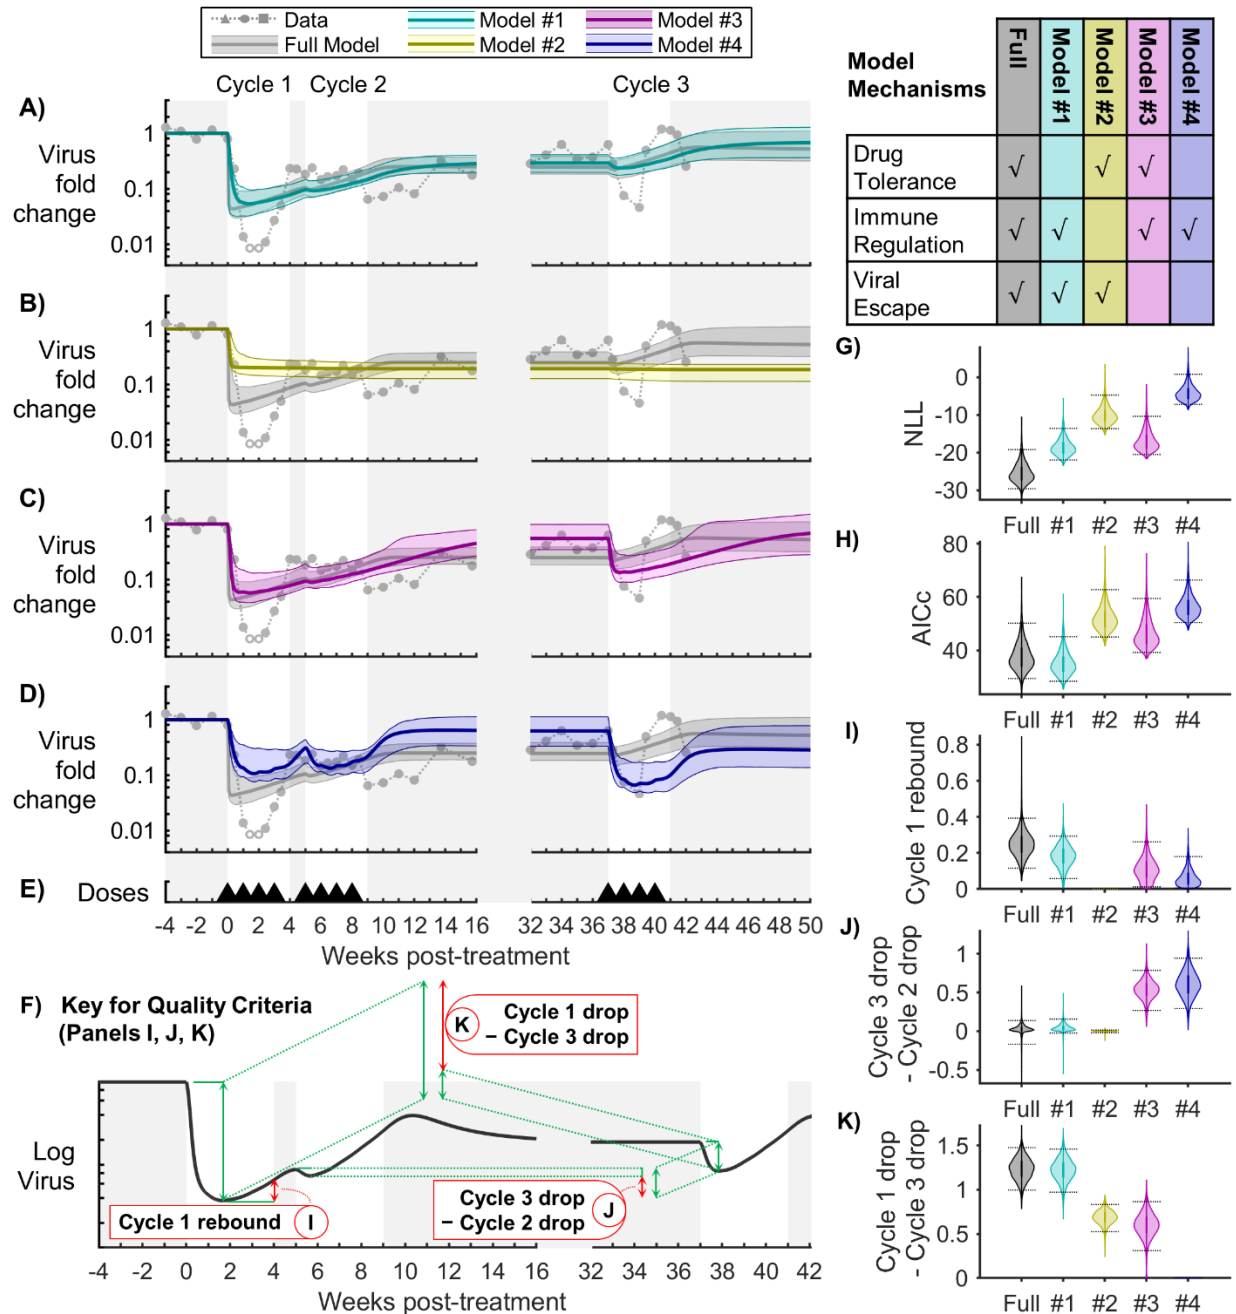 Data
Full Model
Model #1
Model #2
Model #3
Model #4
Cycle 1 Cycle 2 Cycle 3
A)
Virus
fold
change
1
0.1
0.01
B)
Virus
fold
change
1
0.1
0.01
C)
Virus
fold
change
1
0.1
0.01
D)
Virus
fold
change
1
0.1
0.01
E) Doses
-4 -2 0 2 4 6 8 10 12 14 16 32 34 36 38 40 42 44 46 48 50
Weeks post-treatment
F) Key for Quality Criteria
(Panels I, J, K)
K Cycle 1 drop
– Cycle 3 drop
Log
Virus
Cycle 1 rebound I
Cycle 3 drop
– Cycle 2 drop J
-4 -2 0 2 4 6 8 10 12 14 16 32 34 36 38 40 42
Weeks post-treatment
Model
Mechanisms
Full Model #1 Model #2 Model #3 Model #4
Drug
Tolerance √ √ √
Immune
Regulation √ √ √ √
Viral
Escape √ √ √
G)
NLL
0
-10
-20
-30
Full #1 #2 #3 #4
H)
AICc
80
60
40
Full #1 #2 #3 #4
I)
Cycle 1 rebound
0.8
0.6
0.4
0.2
0
Full #1 #2 #3 #4
J)
Cycle 3 drop
- Cycle 2 drop
1
0.5
0
-0.5
Full #1 #2 #3 #4
K)
Cycle 1 drop
- Cycle 3 drop
1.5
1
0.5
0
Full #1 #2 #3 #4